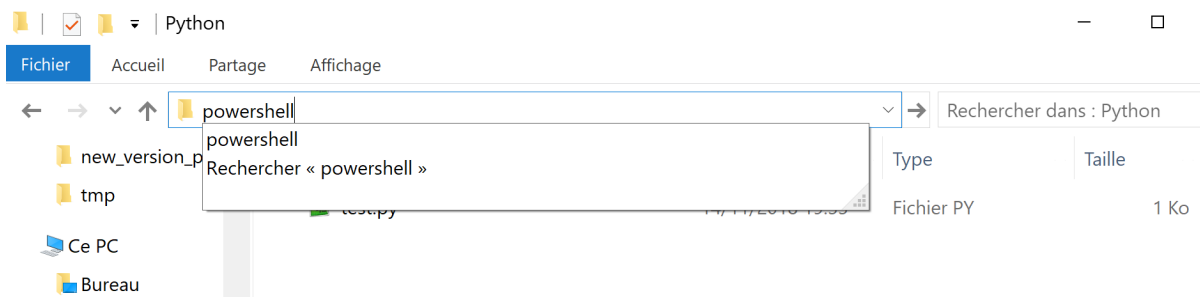 Python
Fichier Accueil Partage Affichage
powershell
Rechercher dans : Python
powershell
Rechercher « powershell »
new_version_p
Type Taille
tmp
test.py
Fichier PY 1 Ko
Ce PC
Bureau